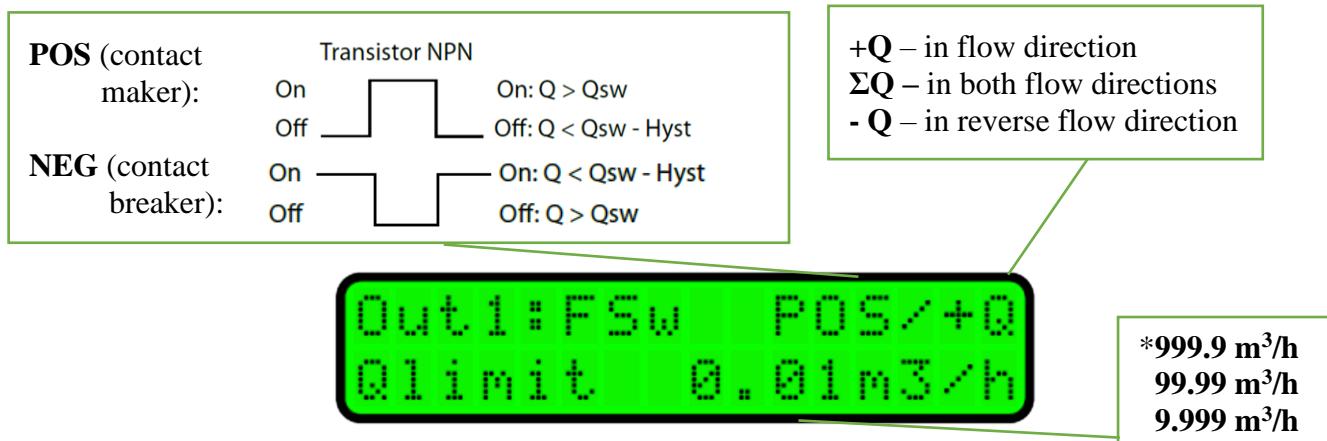 POS (contact maker):
Transistor NPN
On
On: Q > Qsw
Off
Off: Q < Qsw - Hyst
NEG (contact breaker):
On
On: Q < Qsw - Hyst
Off
Off: Q > Qsw
+Q – in flow direction
ΣQ – in both flow directions
- Q – in reverse flow direction
Out1:FSw POS/+Q
Qlimit 0.01m3/h
*999.9 m³/h
99.99 m³/h
9.999 m³/h